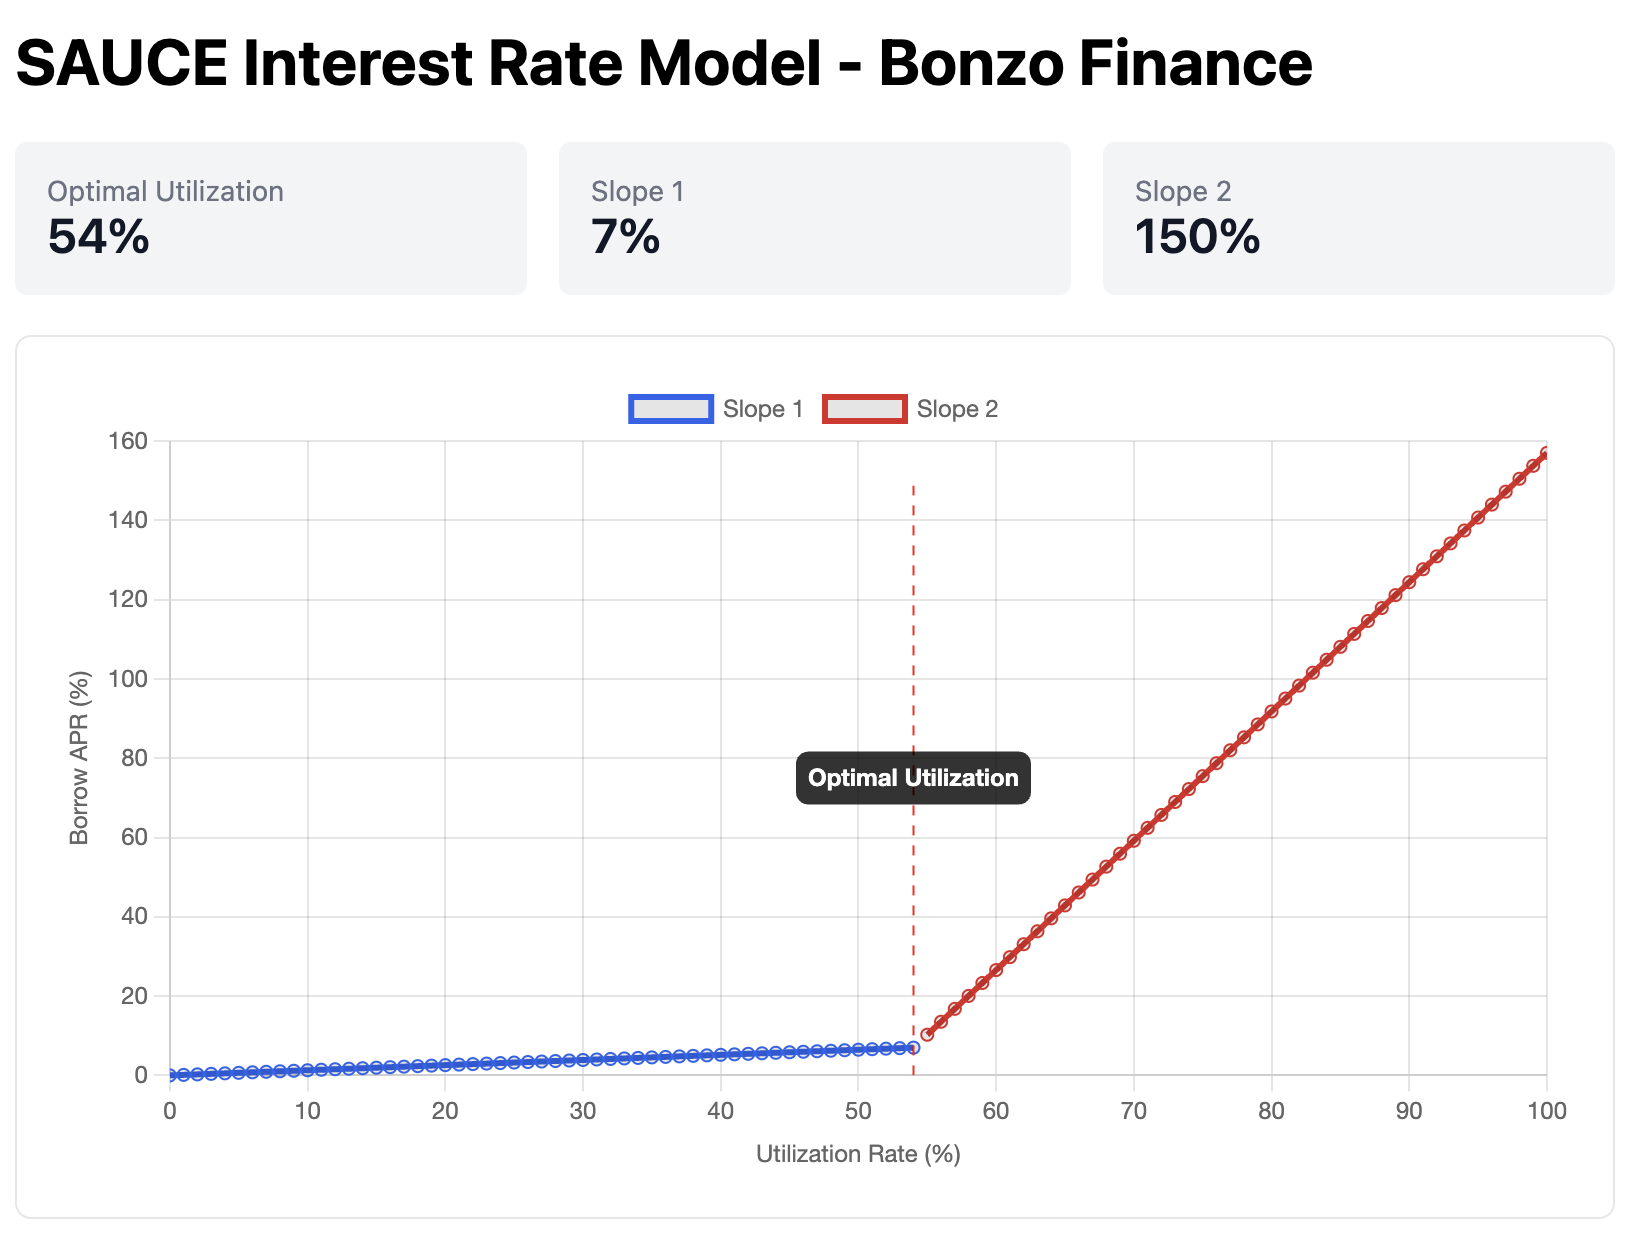 SAUCE Interest Rate Model - Bonzo Finance
Optimal Utilization
54%
Slope 1
7%
Slope 2
150%
Slope 1
Slope 2
160
140
120
100
80
60
40
20
0
Borrow APR (%)
Optimal Utilization
0
10
20
30
40
50
60
70
80
90
100
Utilization Rate (%)